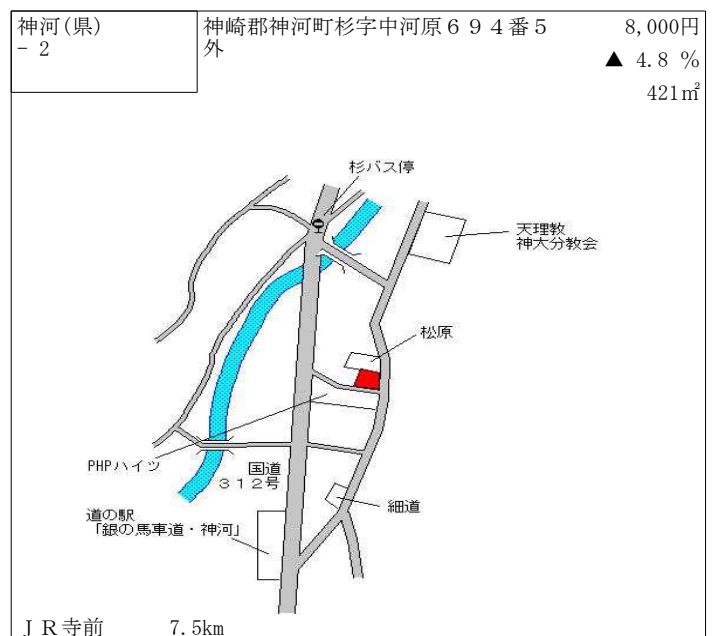 神河(県)
- 2
神崎郡神河町杉字中河原６９４番５
外
8,000円
▲ 4.8 %
421㎡
杉バス停
天理教
神大分教会
松原
PHPハイツ
国道
３１２号
細道
道の駅
「銀の馬車道・神河」
ＪＲ寺前 7.5km